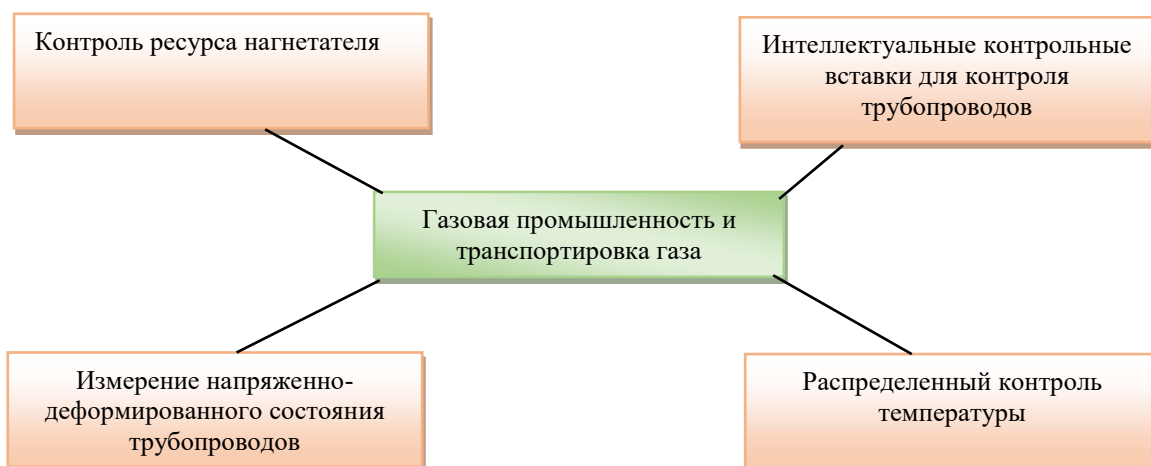 Контроль ресурса нагнетателя
Интеллектуальные контрольные
вставки для контроля
трубопроводов
Газовая промышленность и
транспортировка газа
Измерение напряженно-
деформированного состояния
трубопроводов
Распределенный контроль
температуры